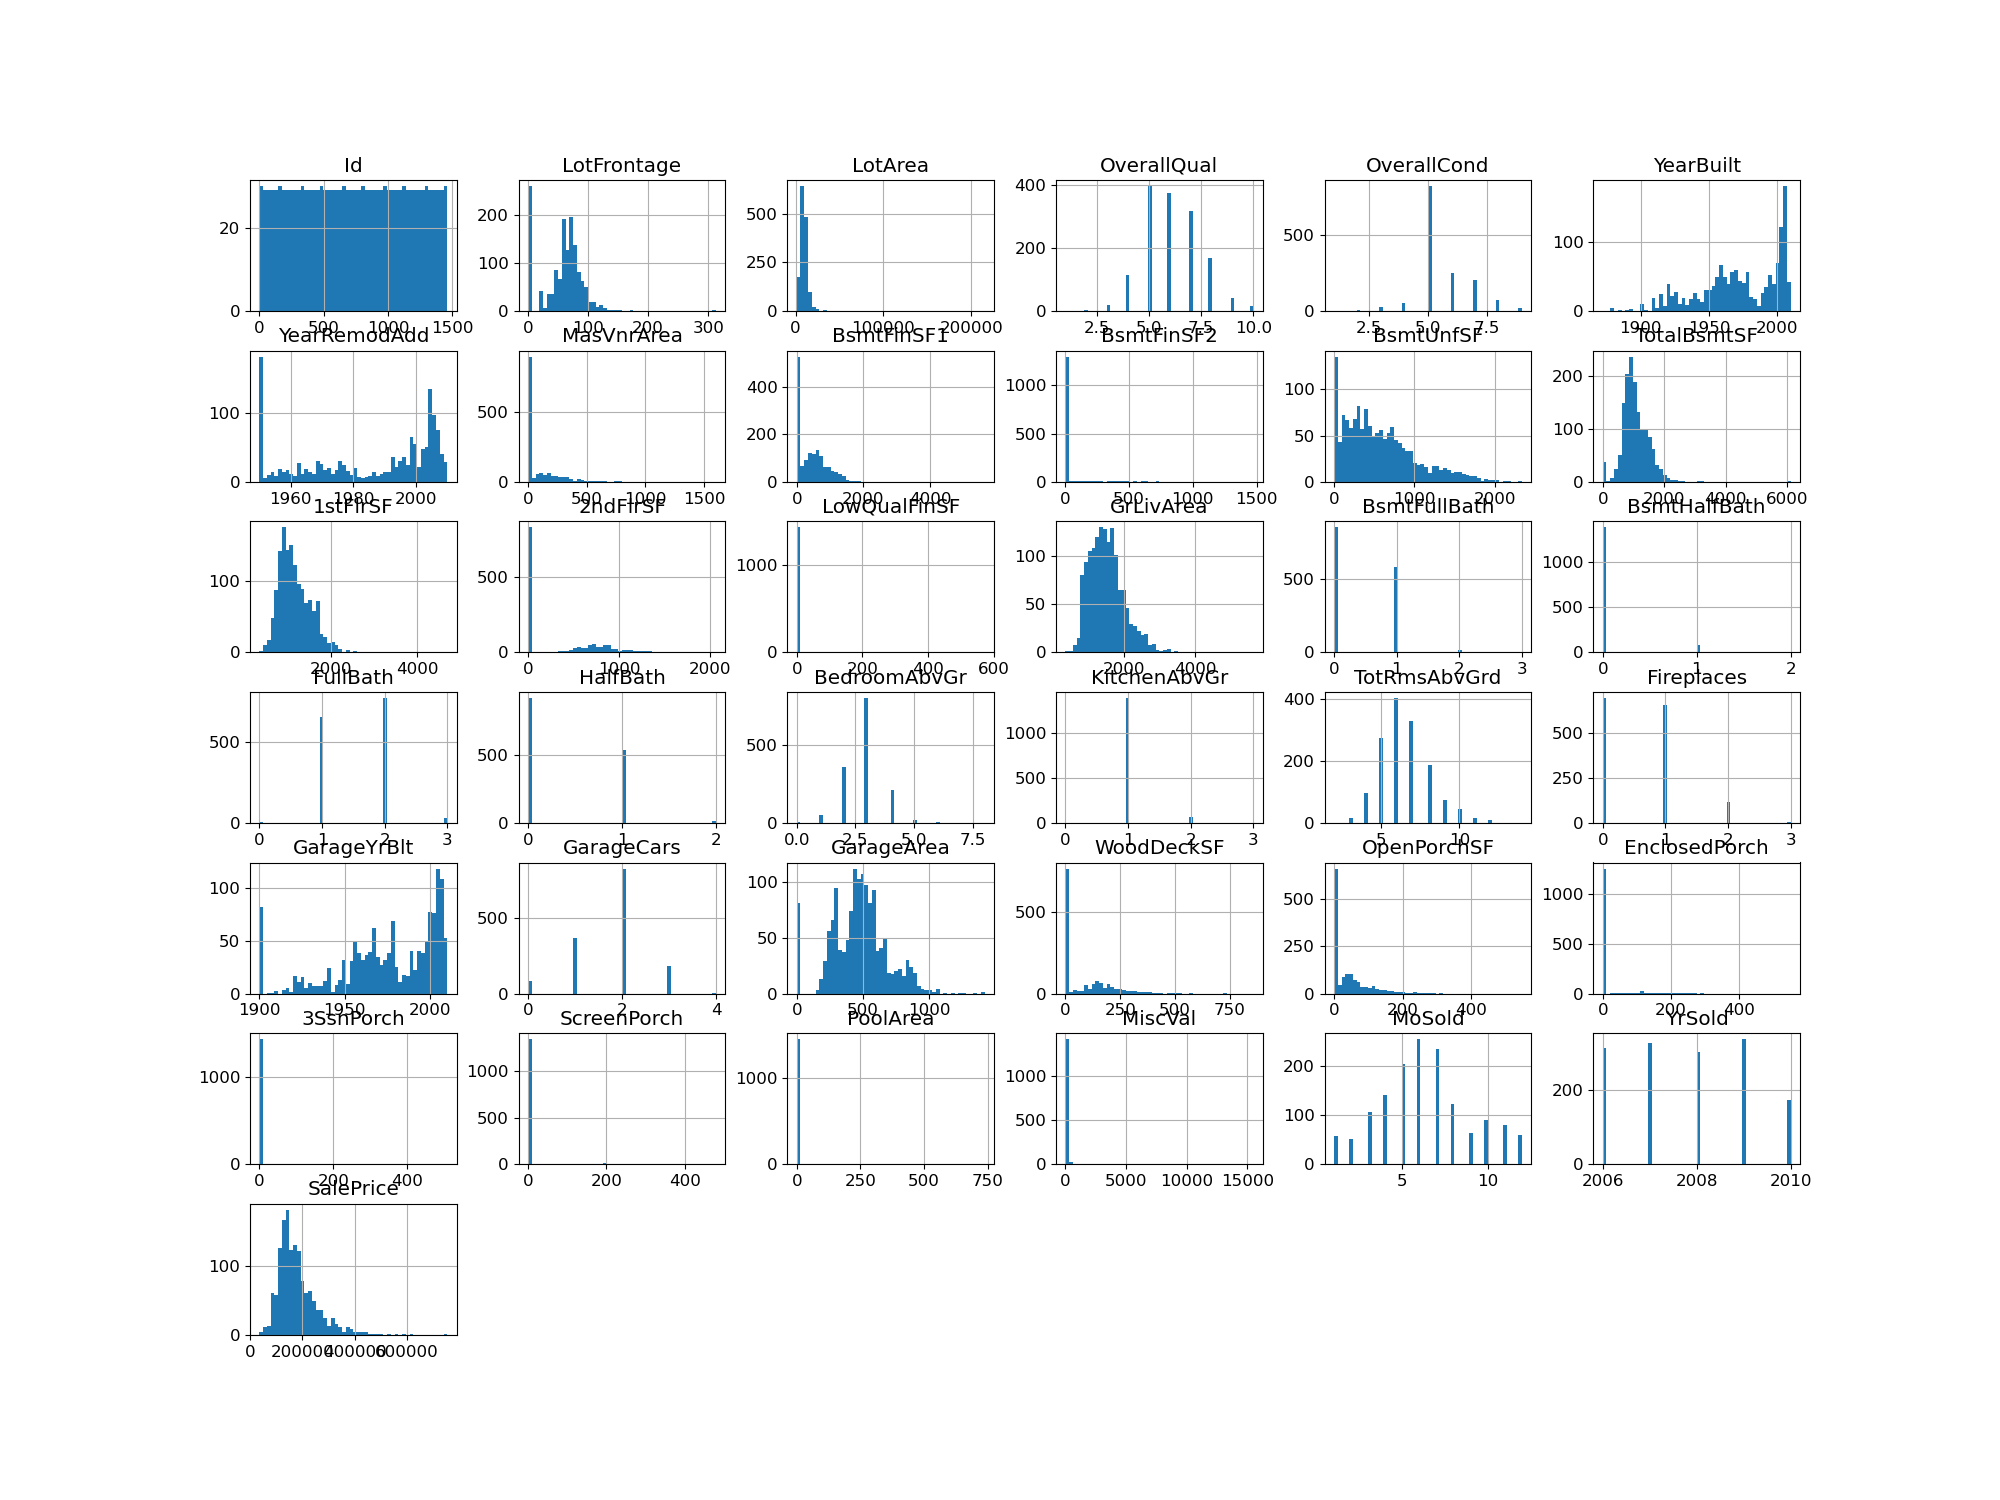 Id LotFrontage LotArea OverallQual OverallCond YearBuilt
20
0
0 500 1000 1500
200
100
0
0 100 200 300
500
250
0
0 100000 200000
400
200
0
2.5 5.0 7.5 10.0
500
0
2.5 5.0 7.5
100
0
1900 1950 2000
YearRemodAdd MasVnrArea BsmtFinSF1 BsmtFinSF2 BsmtUnfSF TotalBsmtSF
100
0
1960 1980 2000
500
0
0 500 1000 1500
400
200
0
0 2000 4000
1000
500
0
0 500 1000 1500
100
50
0
0 1000 2000
200
100
0
0 2000 4000 6000
1stFlrSF 2ndFlrSF LowQualFinSF GrLivArea BsmtFullBath BsmtHalfBath
100
0
2000 4000
500
0
0 1000 2000
1000
0
0 200 400 600
100
50
0
2000 4000
500
0
0 1 2 3
1000
500
0
0 1 2
FullBath HalfBath BedroomAbvGr KitchenAbvGr TotRmsAbvGrd Fireplaces
500
0
0 1 2 3
500
0
0 1 2
500
0
0.0 2.5 5.0 7.5
1000
500
0
0 1 2 3
400
200
0
5 10
500
250
0
0 1 2 3
GarageYrBlt GarageCars GarageArea WoodDeckSF OpenPorchSF EnclosedPorch
100
50
0
1900 1950 2000
500
0
0 2 4
100
50
0
0 500 1000
500
0
0 250 500 750
500
250
0
0 200 400
1000
500
0
0 200 400
3SsnPorch ScreenPorch PoolArea MiscVal MoSold YrSold
1000
0
0 200 400
1000
500
0
0 200 400
1000
0
0 250 500 750
1000
500
0
0 5000 10000 15000
200
100
0
5 10
200
0
2006 2008 2010
SalePrice
100
0
0 200000 400000 600000